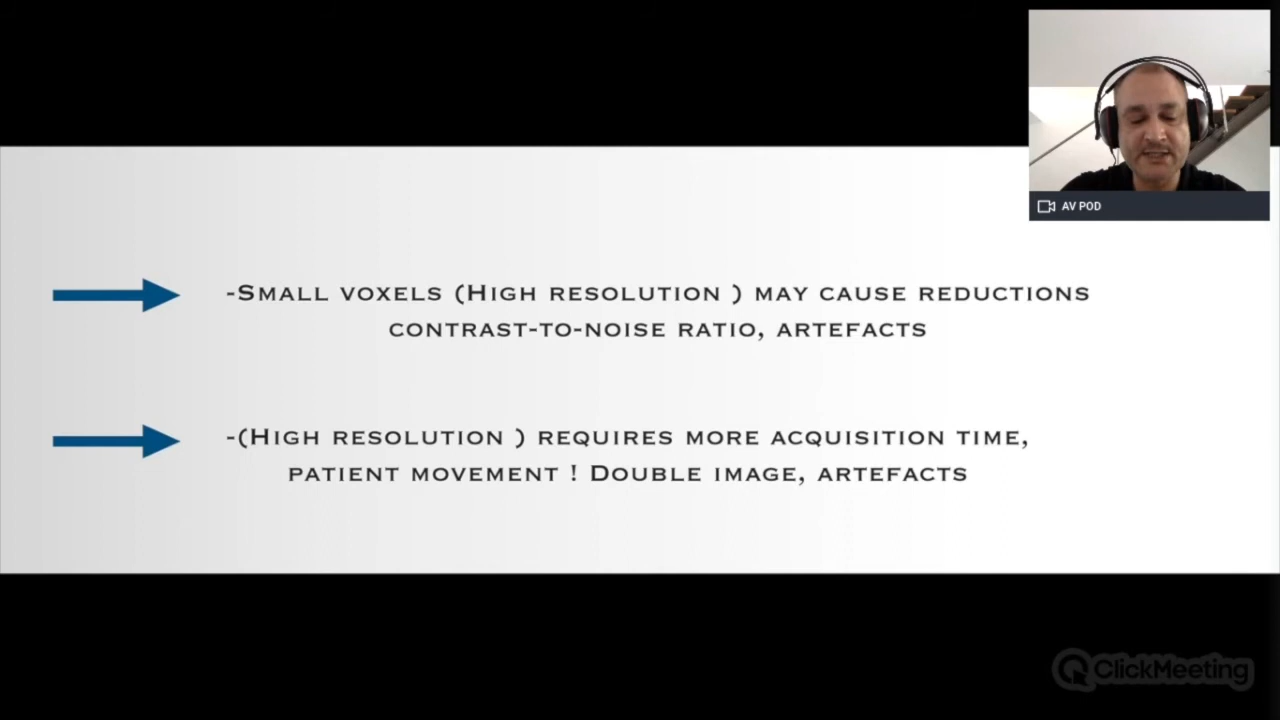 -Small voxels (High resolution ) may cause reductions
contrast-to-noise ratio, artefacts
-(High resolution ) requires more acquisition time,
patient movement ! Double image, artefacts
AV POD
ClickMeeting